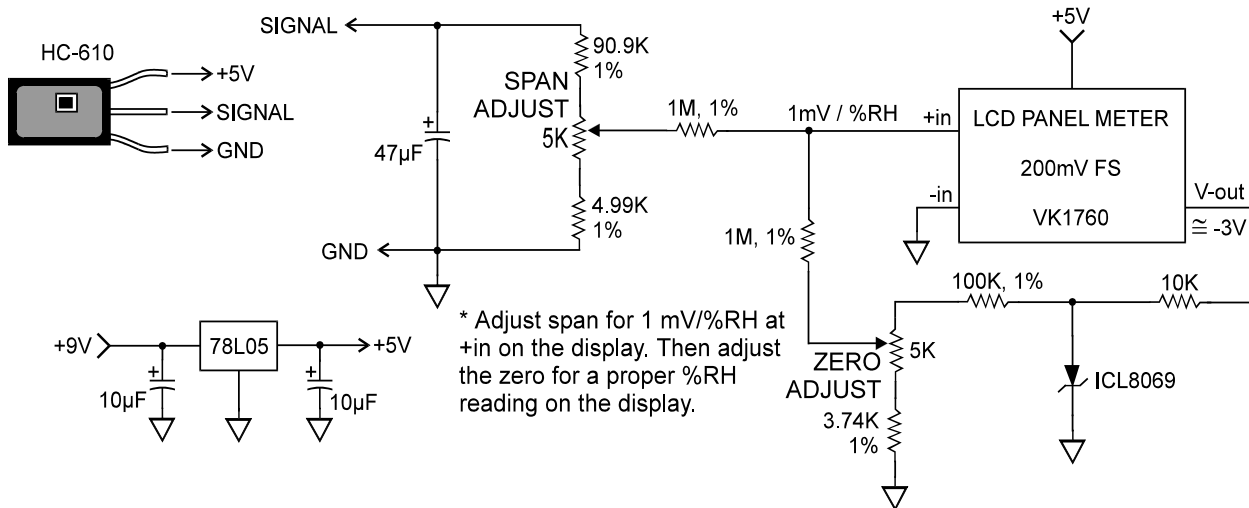 HC-610
+5V
SIGNAL
GND
SIGNAL
+
47µF
GND
90.9K
1%
SPAN
ADJUST
5K
4.99K
1%
1M, 1%
1mV / %RH
1M, 1%
+5V
+in
-in
LCD PANEL METER
200mV FS
VK1760
V-out
≅ -3V
100K, 1%
10K
5K
ZERO
ADJUST
3.74K
1%
ICL8069
+9V
78L05
+5V
+
10µF
+
10µF
* Adjust span for 1 mV/%RH at
+in on the display. Then adjust
the zero for a proper %RH
reading on the display.